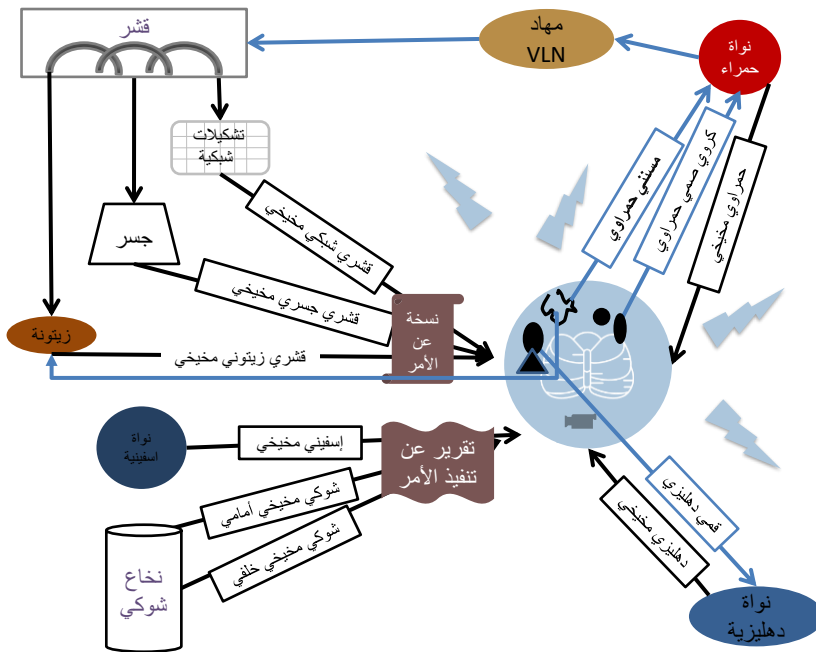 قشر
مهاد
VLN
نواة
حمراء
تشكيلات
شبكية
مستني حمراوي
كروي صمي حمراوي
حمراوي مخيخي
جسر
قشري شبكي مخيخي
قشري جسري مخيخي
نسخة
عن
الأمر
زيتونة
قشري زيتوني مخيخي
نواة
اسفينية
إسفيني مخيخي
تقرير عن
تنفيذ الأمر
شوكي مخيخي أمامي
شوكي مخيخي خلفي
نخاع
شوكي
قمي دهليزي
دهليزي مخيخي
نواة
دهليزية